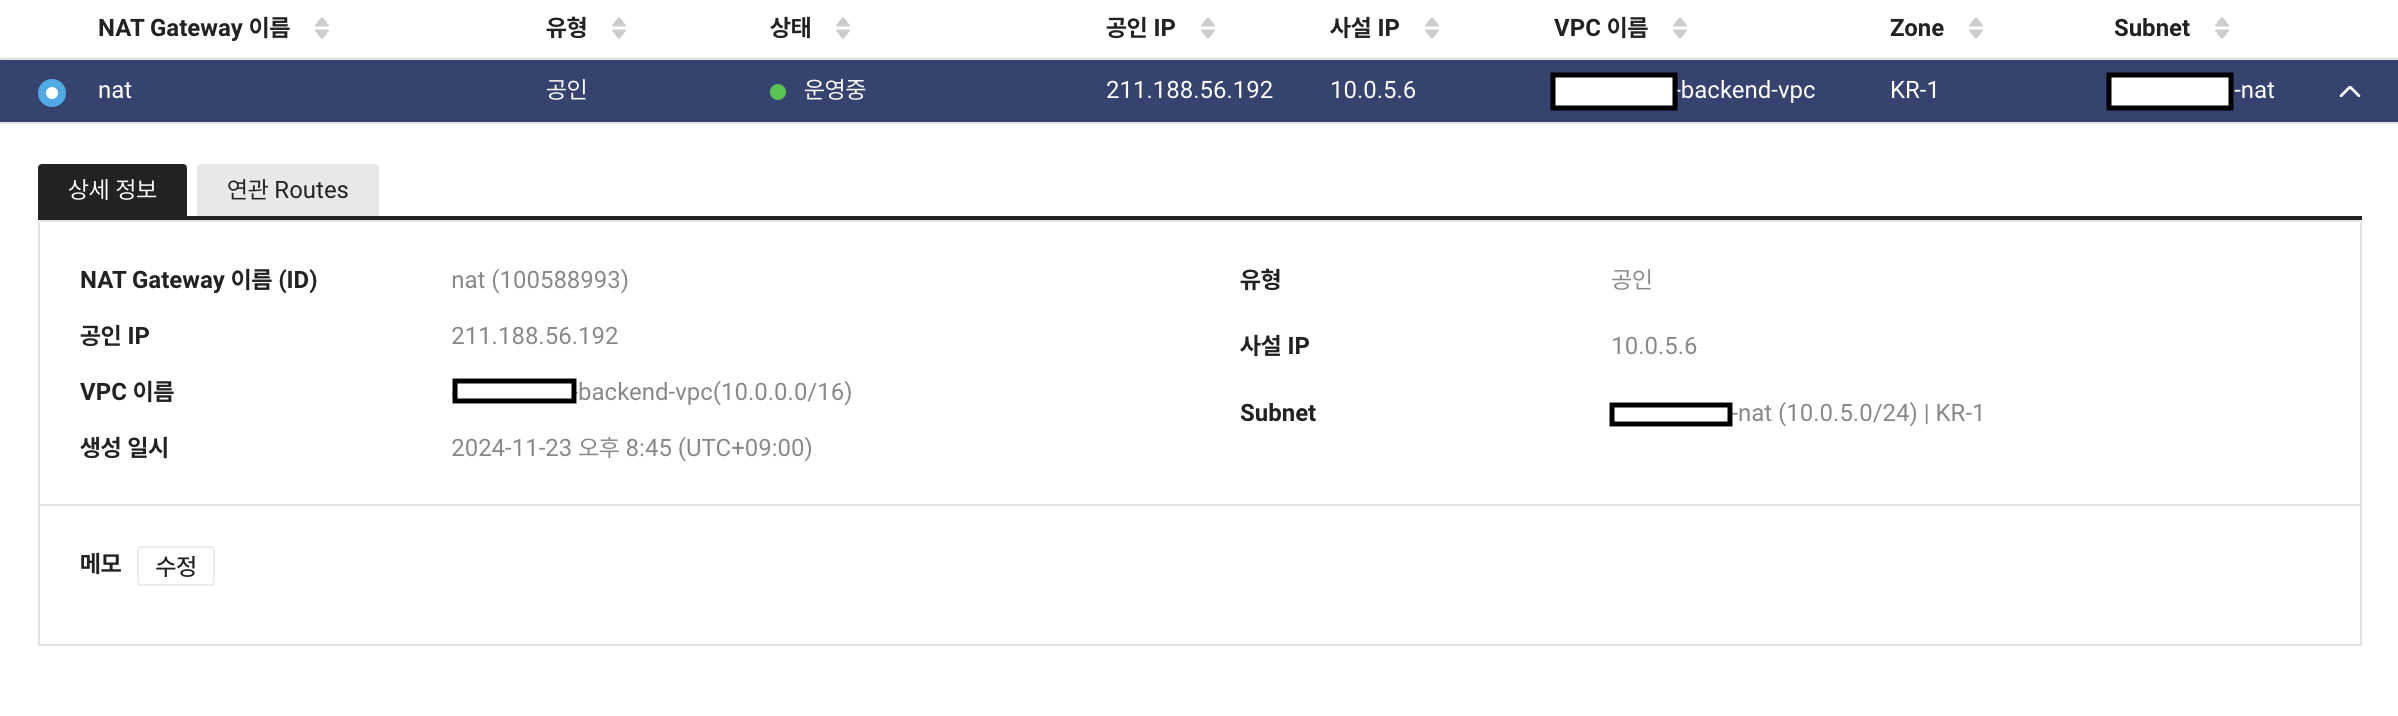 NAT Gateway 이름 유형 상태 공인 IP 사설 IP VPC 이름 Zone Subnet
nat 공인 운영중 211.188.56.192 10.0.5.6 -backend-vpc KR-1 -nat
상세 정보 연관 Routes
NAT Gateway 이름 (ID) nat (100588993) 유형 공인
공인 IP 211.188.56.192 사설 IP 10.0.5.6
VPC 이름 backend-vpc(10.0.0.0/16) Subnet -nat (10.0.5.0/24) | KR-1
생성 일시 2024-11-23 오후 8:45 (UTC+09:00)
메모 수정